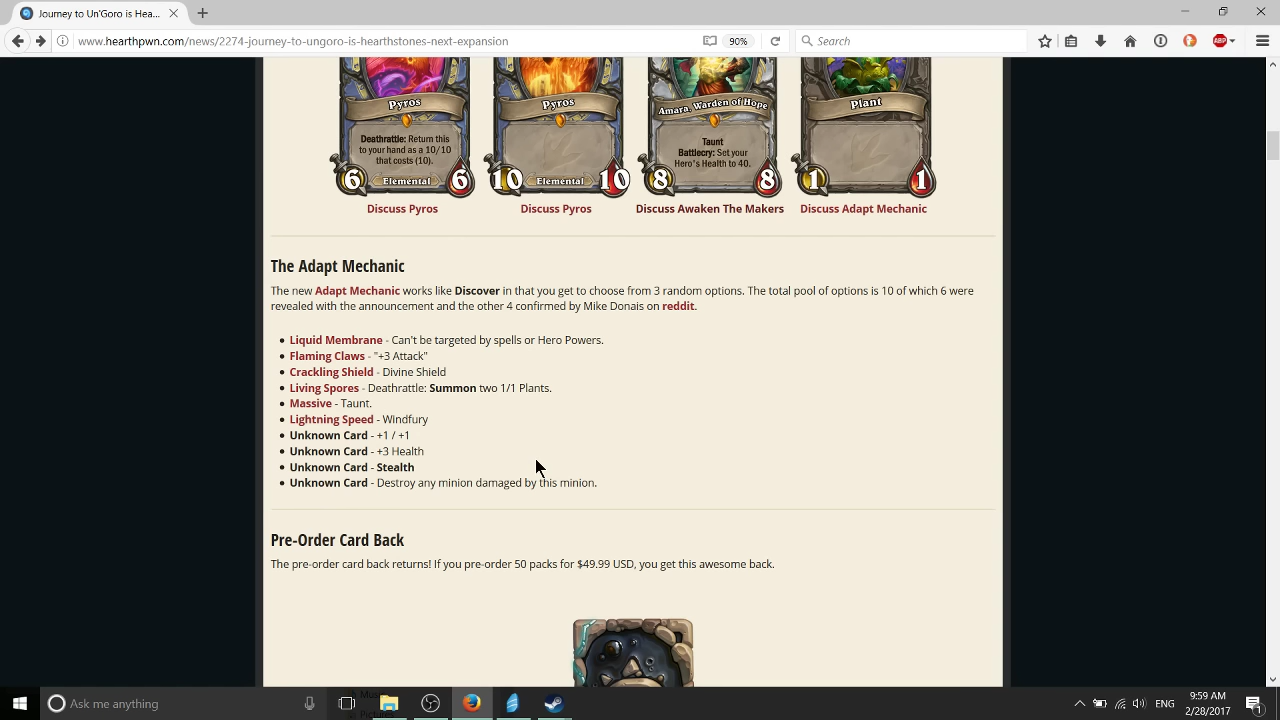 Journey to Un'Goro is Hea...
www.hearthpwn.com/news/2274-journey-to-ungoro-is-hearthstones-next-expansion
90%
Search
ABP
Pyros
Pyros
Amara, Warden of Hope
Plant
Deathrattle: Return this
to your hand as a 10/10
that costs (10).
Taunt
Battlecry: Set your
Hero's Health to 40.
6 Elemental 6
10 Elemental 10
8 8
1 1
Discuss Pyros
Discuss Pyros
Discuss Awaken The Makers
Discuss Adapt Mechanic
The Adapt Mechanic
The new Adapt Mechanic works like Discover in that you get to choose from 3 random options. The total pool of options is 10 of which 6 were
revealed with the announcement and the other 4 confirmed by Mike Donais on reddit.
Liquid Membrane - Can't be targeted by spells or Hero Powers.
Flaming Claws - "+3 Attack"
Crackling Shield - Divine Shield
Living Spores - Deathrattle: Summon two 1/1 Plants.
Massive - Taunt.
Lightning Speed - Windfury
Unknown Card - +1 / +1
Unknown Card - +3 Health
Unknown Card - Stealth
Unknown Card - Destroy any minion damaged by this minion.
Pre-Order Card Back
The pre-order card back returns! If you pre-order 50 packs for $49.99 USD, you get this awesome back.
Ask me anything
ENG
9:59 AM
2/28/2017